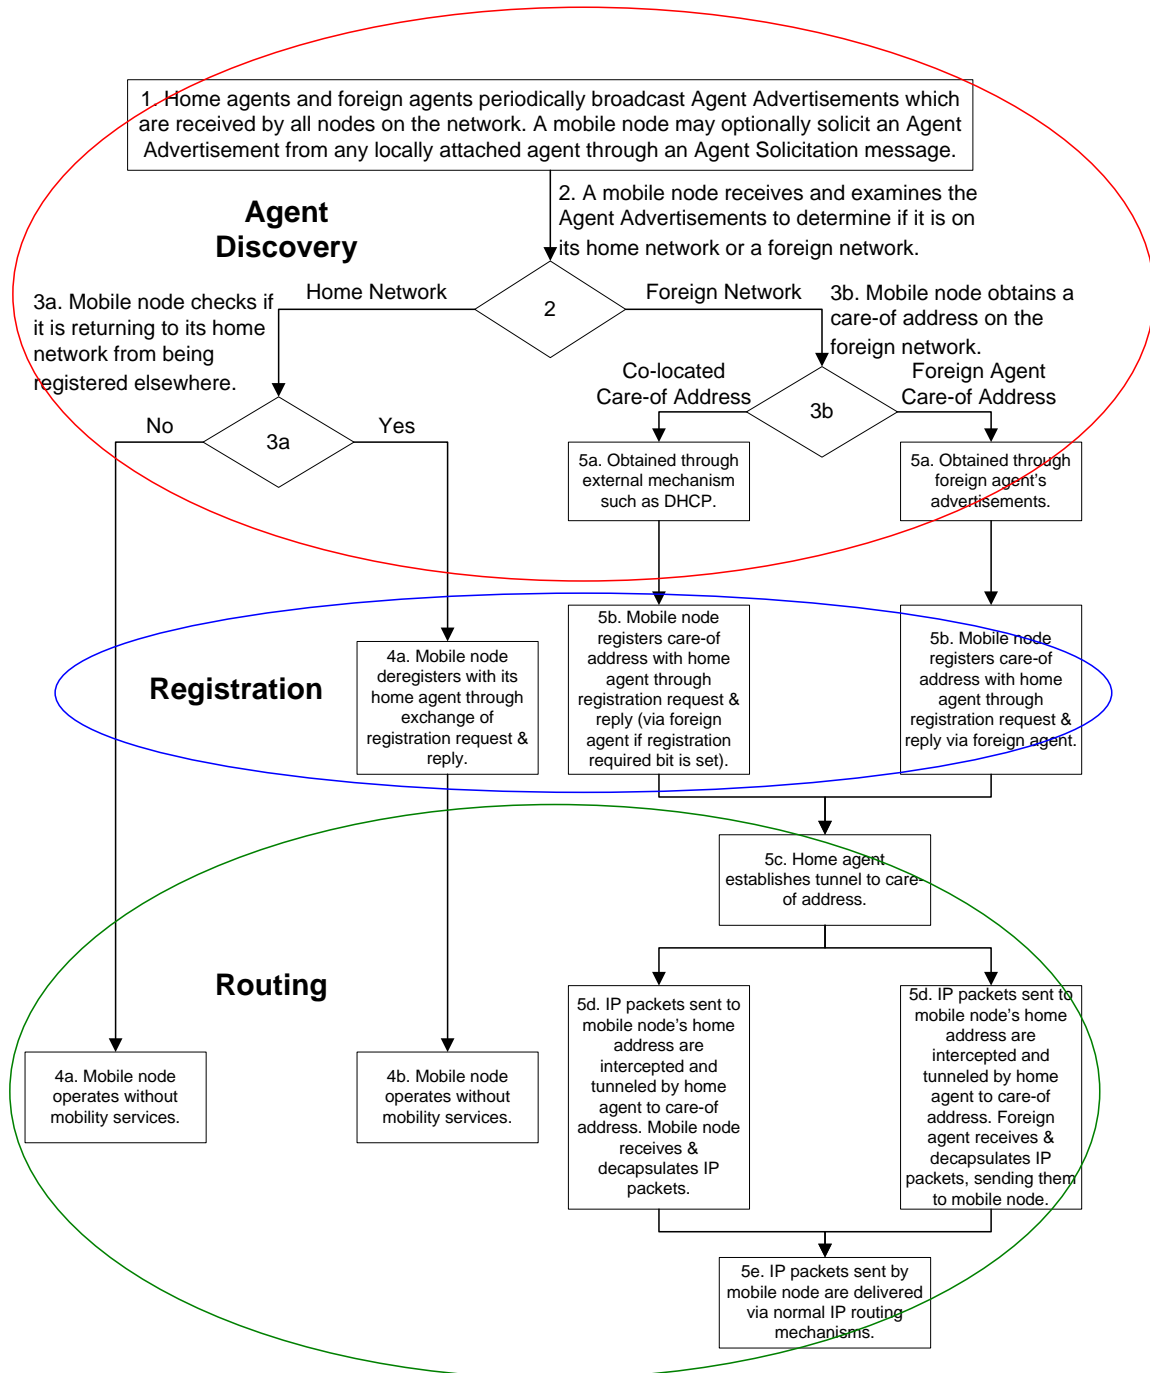 1. Home agents and foreign agents periodically broadcast Agent Advertisements which
are received by all nodes on the network. A mobile node may optionally solicit an Agent
Advertisement from any locally attached agent through an Agent Solicitation message.
2. A mobile node receives and examines the
Agent Advertisements to determine if it is on
its home network or a foreign network.
Agent
Discovery
Home Network
2
Foreign Network
3a. Mobile node checks if
it is returning to its home
network from being
registered elsewhere.
3b. Mobile node obtains a
care-of address on the
foreign network.
Co-located
Care-of Address
3b
Foreign Agent
Care-of Address
No
3a
Yes
5a. Obtained through
external mechanism
such as DHCP.
5a. Obtained through
foreign agent's
advertisements.
Registration
4a. Mobile node
deregisters with its
home agent through
exchange of
registration request &
reply.
5b. Mobile node
registers care-of
address with home
agent through
registration request &
reply (via foreign
agent if registration
required bit is set).
5b. Mobile node
registers care-of
address with home
agent through
registration request &
reply via foreign agent.
5c. Home agent
establishes tunnel to care-
of address.
Routing
4a. Mobile node
operates without
mobility services.
4b. Mobile node
operates without
mobility services.
5d. IP packets sent to
mobile node's home
address are
intercepted and
tunneled by home
agent to care-of
address. Mobile node
receives &
decapsulates IP
packets.
5d. IP packets sent to
mobile node's home
address are
intercepted and
tunneled by home
agent to care-of
address. Foreign
agent receives &
decapsulates IP
packets, sending them
to mobile node.
5e. IP packets sent by
mobile node are delivered
via normal IP routing
mechanisms.